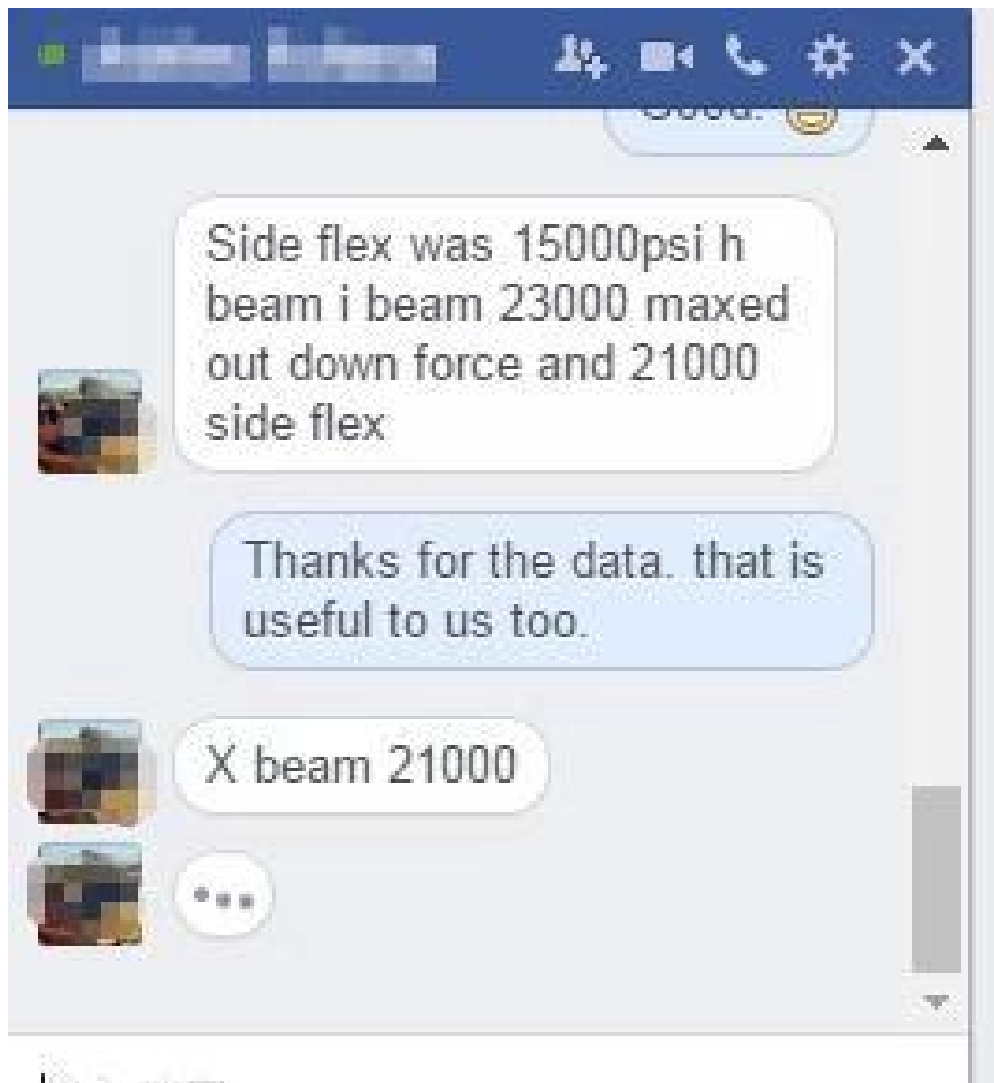 Side flex was 15000psi h
beam i beam 23000 maxed
out down force and 21000
side flex
Thanks for the data. that is
useful to us too.
X beam 21000